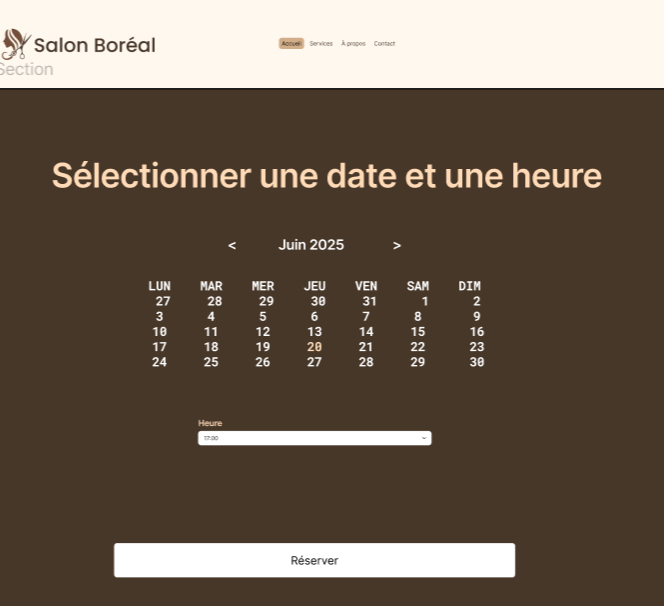 Salon Boréal
Accueil Services À propos Contact
Section
Sélectionner une date et une heure
< Juin 2025 >
LUN MAR MER JEU VEN SAM DIM
27 28 29 30 31 1 2
3 4 5 6 7 8 9
10 11 12 13 14 15 16
17 18 19 20 21 22 23
24 25 26 27 28 29 30
Heure
17:00
Réserver